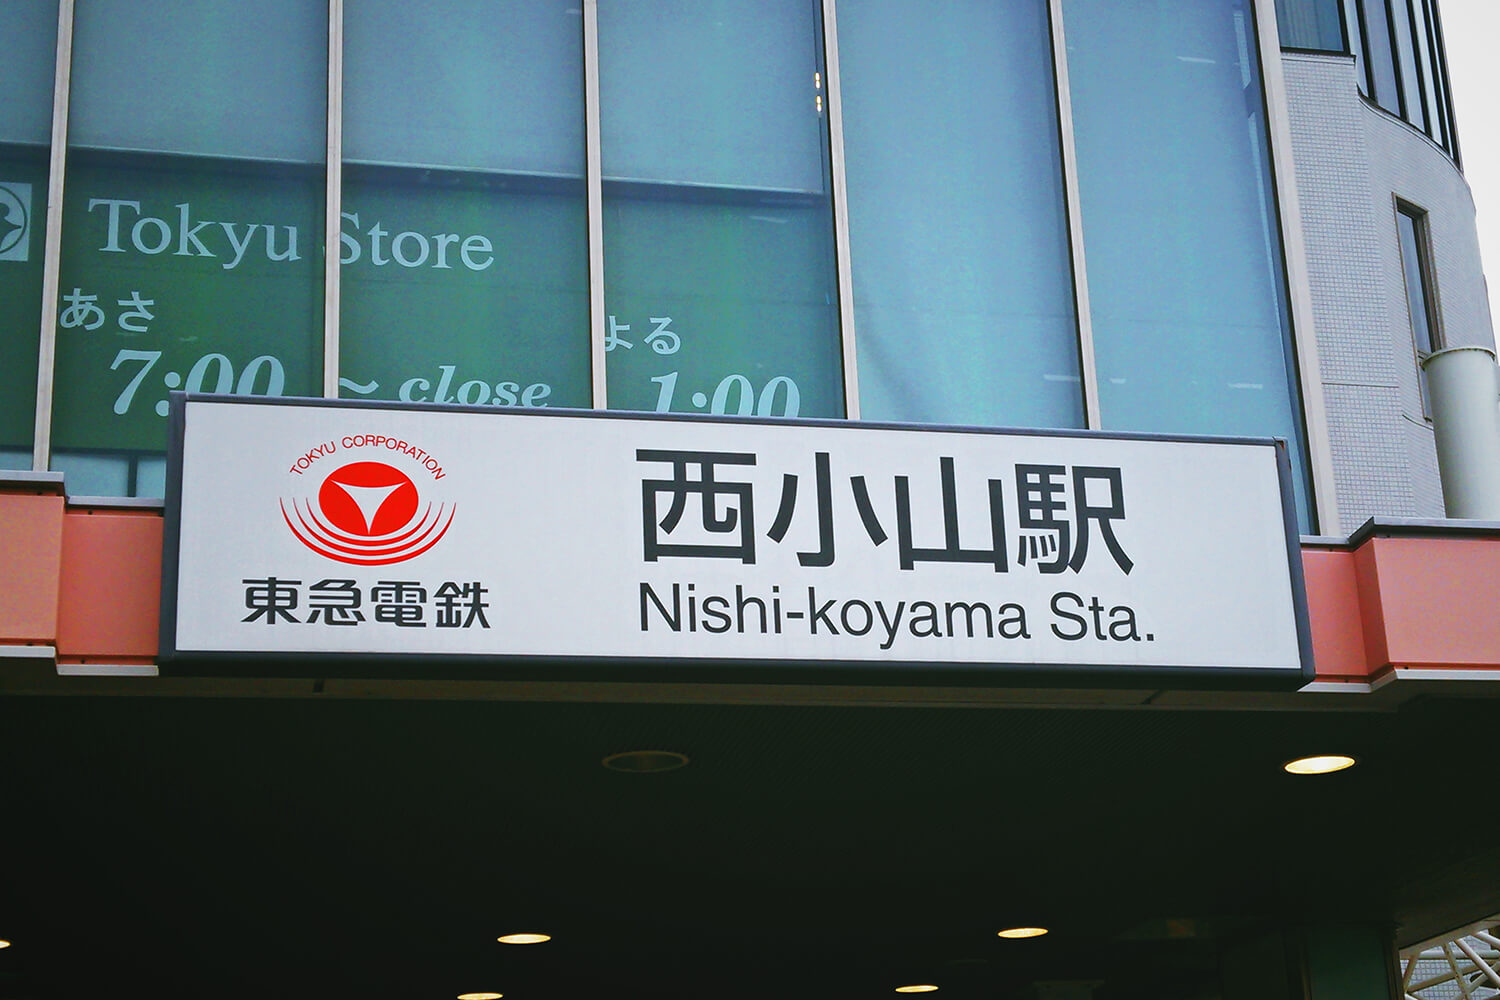 Tokyu Store
あさ
よる
7:00 ~ close 1:00
TOKYU CORPORATION
東急電鉄
西小山駅
Nishi-koyama Sta.